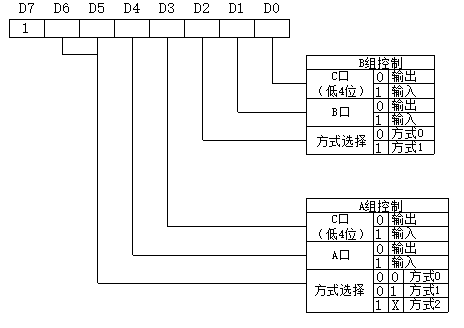 D7 D6 D5 D4 D3 D2 D1 D0
1
B组控制
C口 0 输出
(低4位) 1 输入
B口 0 输出
1 输入
方式选择 0 方式0
1 方式1
A组控制
C口 0 输出
(低4位) 1 输入
A口 0 输出
1 输入
方式选择 0 0 方式0
0 1 方式1
1 X 方式2